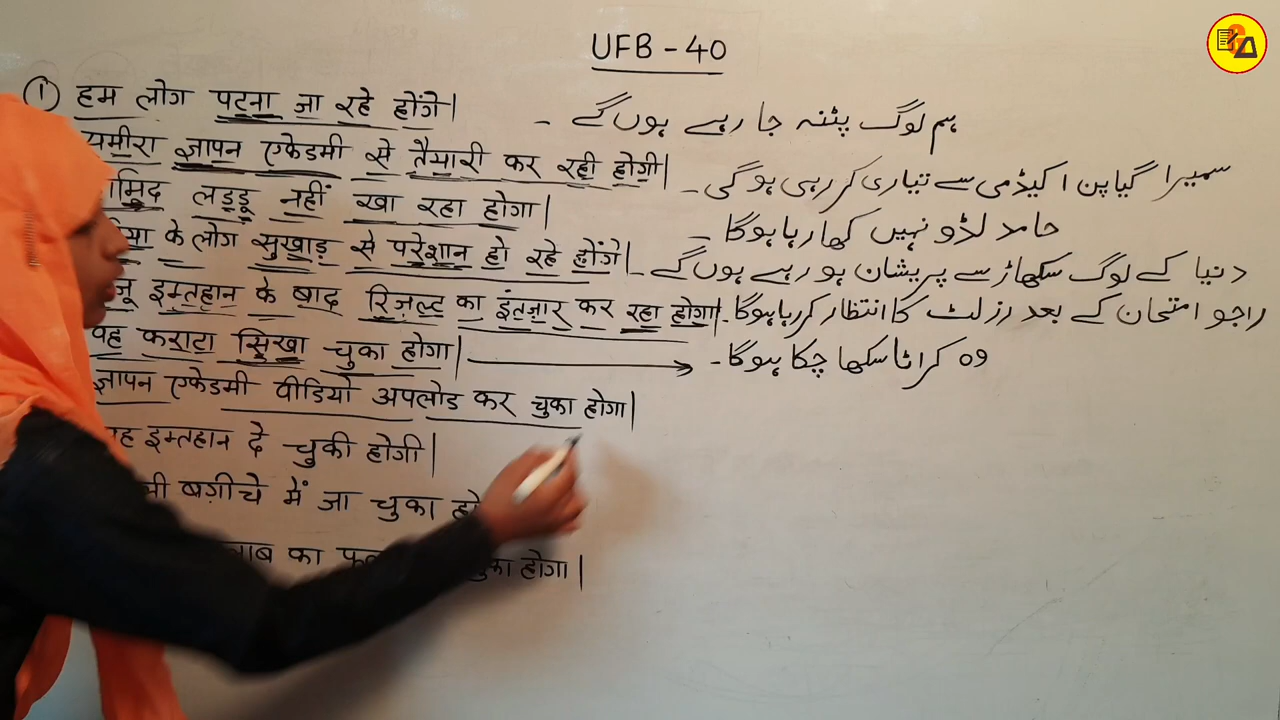 UFB - 40
① हम लोग पटना जा रहे होंगे| ہم لوگ پٹنہ جا رہے ہوں گے ۔
ज्ञापन एकेडमी से तैयारी कर रही होगी| سمیرا گیاپن اکیڈمی سے تیاری کر رہی ہو گی ۔
लड्डू नहीं खा रहा होगा| حامد لڈو نہیں کھا رہا ہوگا ۔
के लोग सुखाड़ से परेशान हो रहे होंगे| دنیا کے لوگ سکھاڑ سے پریشان ہو رہے ہوں گے ۔
इम्तहान के बाद रिज़ल्ट का इंतज़ार कर रहा होगा| راجو امتحان کے بعد رزلٹ کا انتظار کر رہا ہوگا ۔
वह कराटा सिखा चुका होगा| وہ کراٹا سکھا چکا ہوگا ۔
ज्ञापन एकेडमी वीडियो अपलोड कर चुका होगा|
इम्तहान दे चुकी होगी|
बग़ीचे में जा चुका
का होगा|